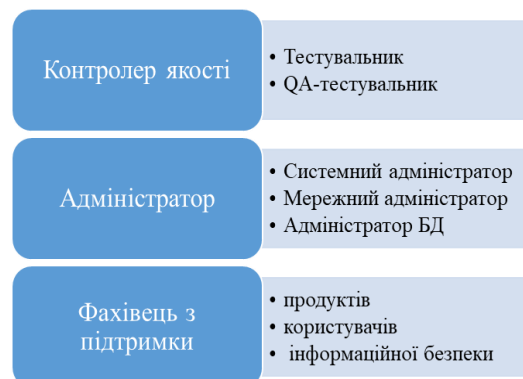 Контролер якості
• Тестувальник
• QA-тестувальник
Адміністратор
• Системний адміністратор
• Мережний адміністратор
• Адміністратор БД
Фахівець з
підтримки
• продуктів
• користувачів
• інформаційної безпеки